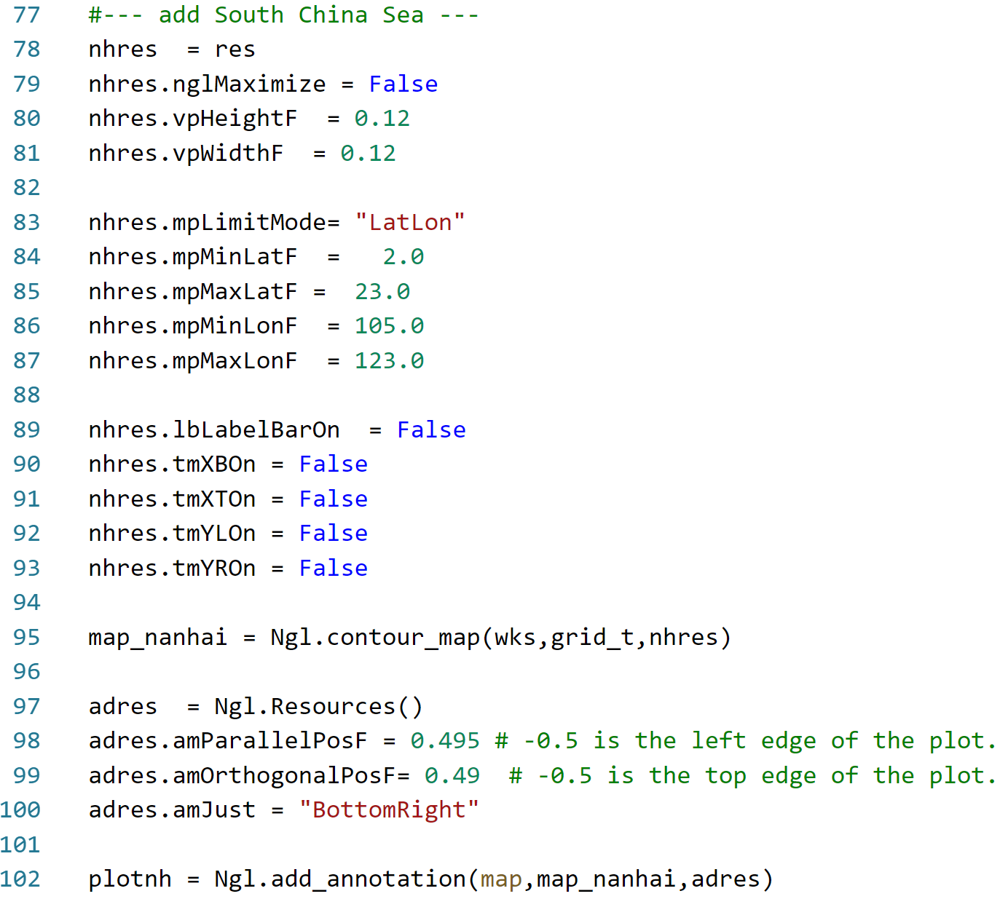 77 #--- add South China Sea ---
78 nhres  = res
79 nhres.nglMaximize = False
80 nhres.vpHeightF  = 0.12
81 nhres.vpWidthF  = 0.12
82
83 nhres.mpLimitMode= "LatLon"
84 nhres.mpMinLatF  =   2.0
85 nhres.mpMaxLatF =  23.0
86 nhres.mpMinLonF  = 105.0
87 nhres.mpMaxLonF  = 123.0
88
89 nhres.lbLabelBarOn  = False
90 nhres.tmXBOn = False
91 nhres.tmXTOn = False
92 nhres.tmYLOn = False
93 nhres.tmYROn = False
94
95 map_nanhai = Ngl.contour_map(wks,grid_t,nhres)
96
97 adres  = Ngl.Resources()
98 adres.amParallelPosF = 0.495 # -0.5 is the left edge of the plot.
99 adres.amOrthogonalPosF= 0.49  # -0.5 is the top edge of the plot.
100 adres.amJust = "BottomRight"
101
102 plotnh = Ngl.add_annotation(map,map_nanhai,adres)